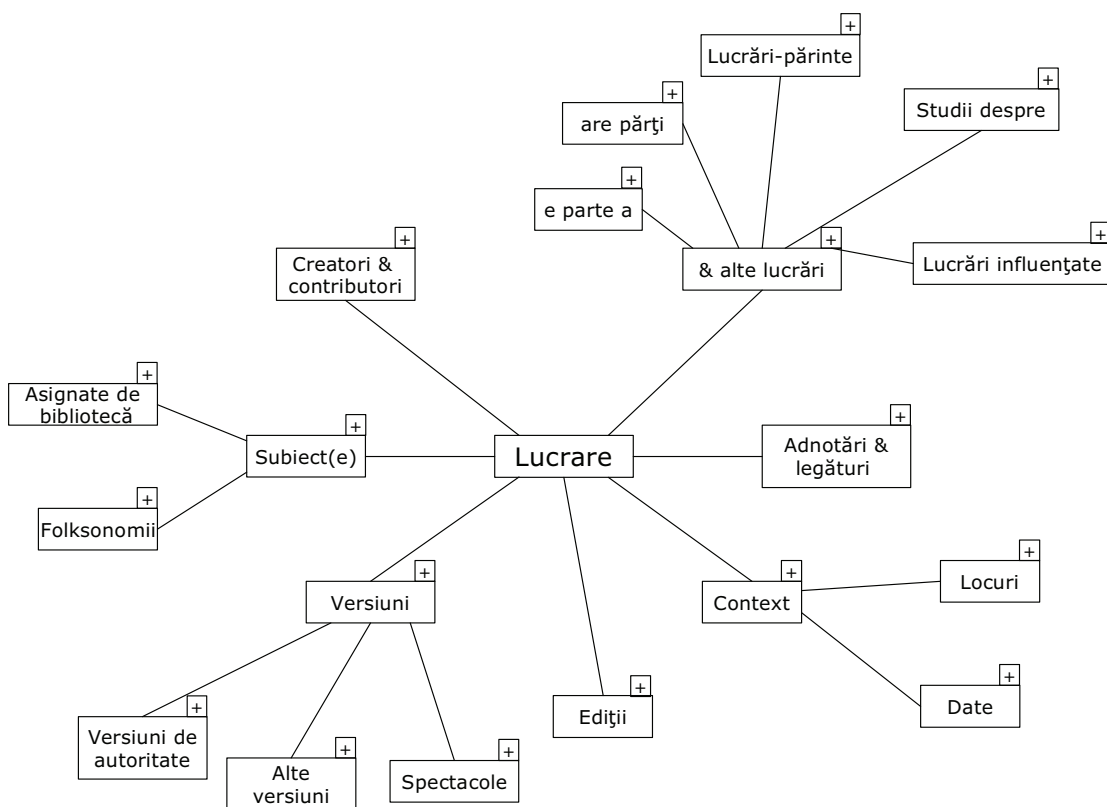 +
Lucrări-părinte
+
Studii despre
+
are părţi
+
e parte a
+
Creatori &
contributori
+
& alte lucrări
+
Lucrări influenţate
+
Asignate de
bibliotecă
+
Subiect(e)
Lucrare
+
Adnotări &
legături
+
Folksonomii
+
Versiuni
+
Context
+
Locuri
+
Versiuni de
autoritate
+
Alte
versiuni
+
Spectacole
+
Ediţii
+
Date